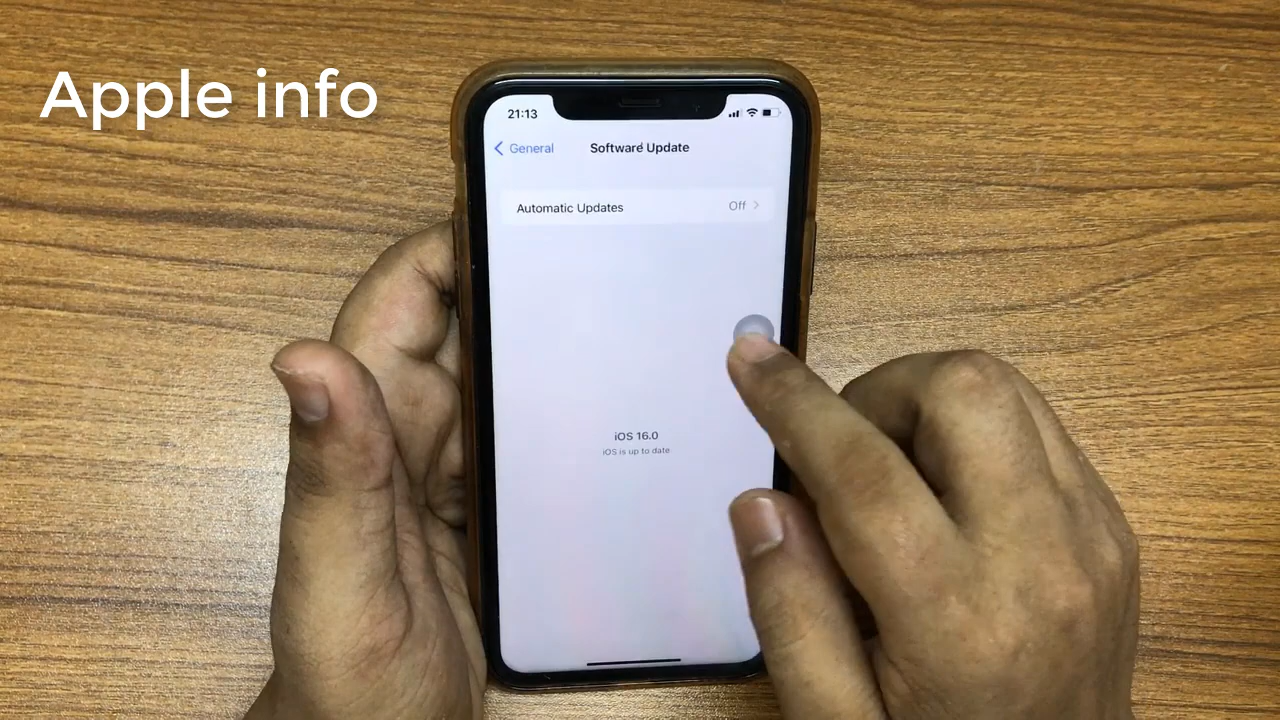 Apple info
21:13
General
Software Update
Automatic Updates
Off
iOS 16.0
iOS is up to date